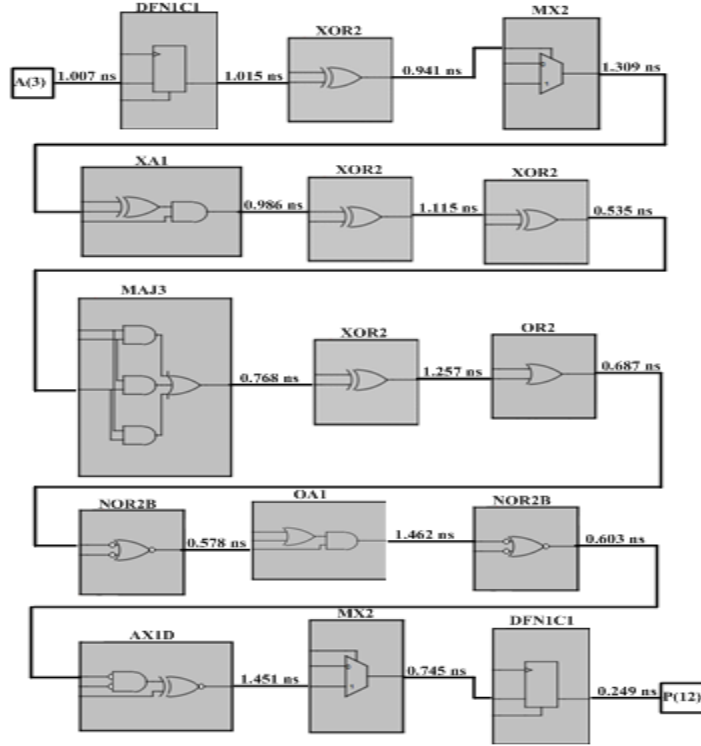 DFN1C1 XOR2 MX2
A(3) 1.007 ns 1.015 ns 0.941 ns 1.309 ns
XA1 XOR2 XOR2
0.986 ns 1.115 ns 0.535 ns
MAJ3 XOR2 OR2
0.768 ns 1.257 ns 0.687 ns
NOR2B OA1 NOR2B
0.578 ns 1.462 ns 0.603 ns
AX1D MX2 DFN1C1
1.451 ns 0.745 ns 0.249 ns P(12)